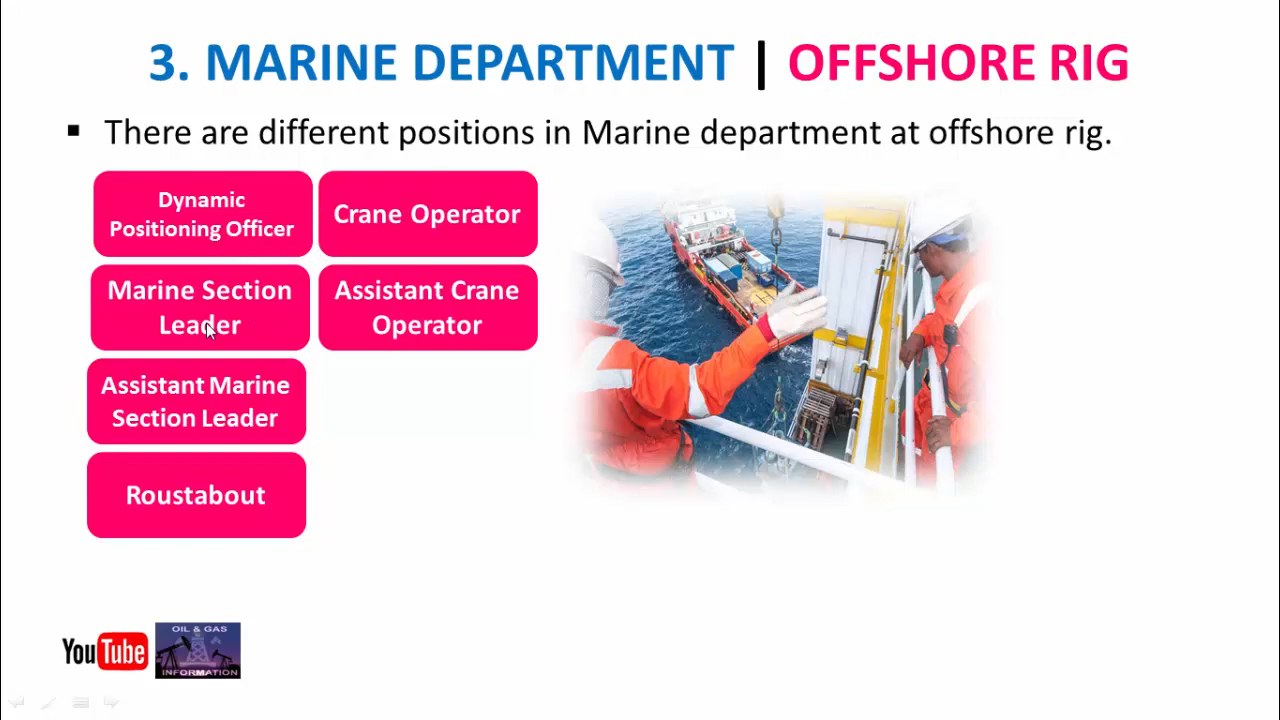 3. MARINE DEPARTMENT | OFFSHORE RIG
▪ There are different positions in Marine department at offshore rig.
Dynamic
Positioning Officer
Crane Operator
Marine Section
Leader
Assistant Crane
Operator
Assistant Marine
Section Leader
Roustabout
YouTube
OIL & GAS
INFORMATION